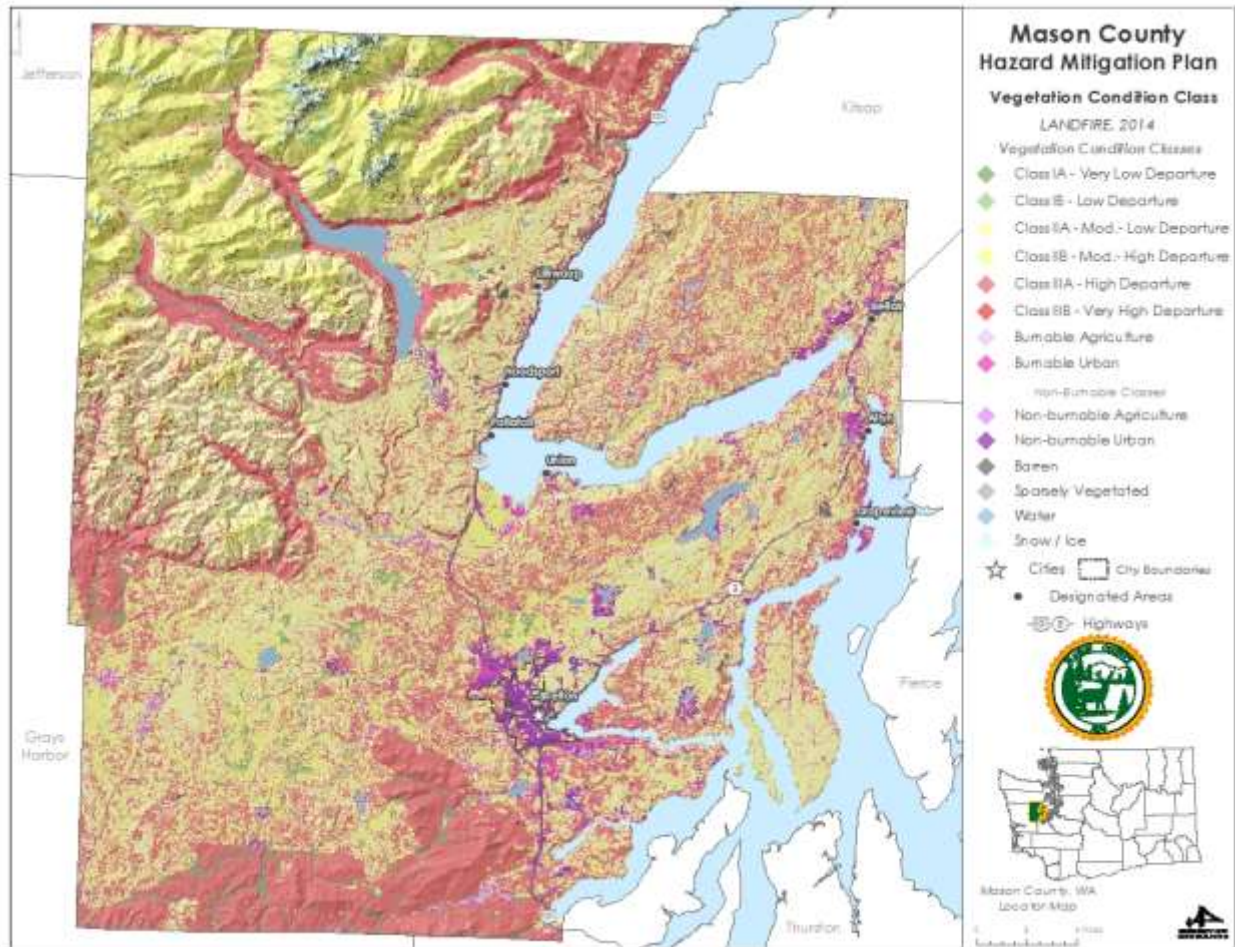 Mason County
Hazard Mitigation Plan
Vegetation Condition Class
LANDFIRE, 2014
Vegetation Condition Classes
Class IA - Very Low Departure
Class IB - Low Departure
Class IIA - Mod.- Low Departure
Class IIB - Mod.- High Departure
Class IIIA - High Departure
Class IIIB - Very High Departure
Burnable Agriculture
Burnable Urban
Non-Burnable Classes
Non-burnable Agriculture
Non-burnable Urban
Barren
Sparsely Vegetated
Water
Snow / Ice
Cities
City Boundaries
Designated Areas
Highways
Mason County, WA
Locator Map
Jefferson
Kitsap
Lilliwaup
Belfair
Hoodsport
Potlatch
Union
Allyn
Grapeview
3
Shelton
Pierce
Grays
Harbor
Thurston